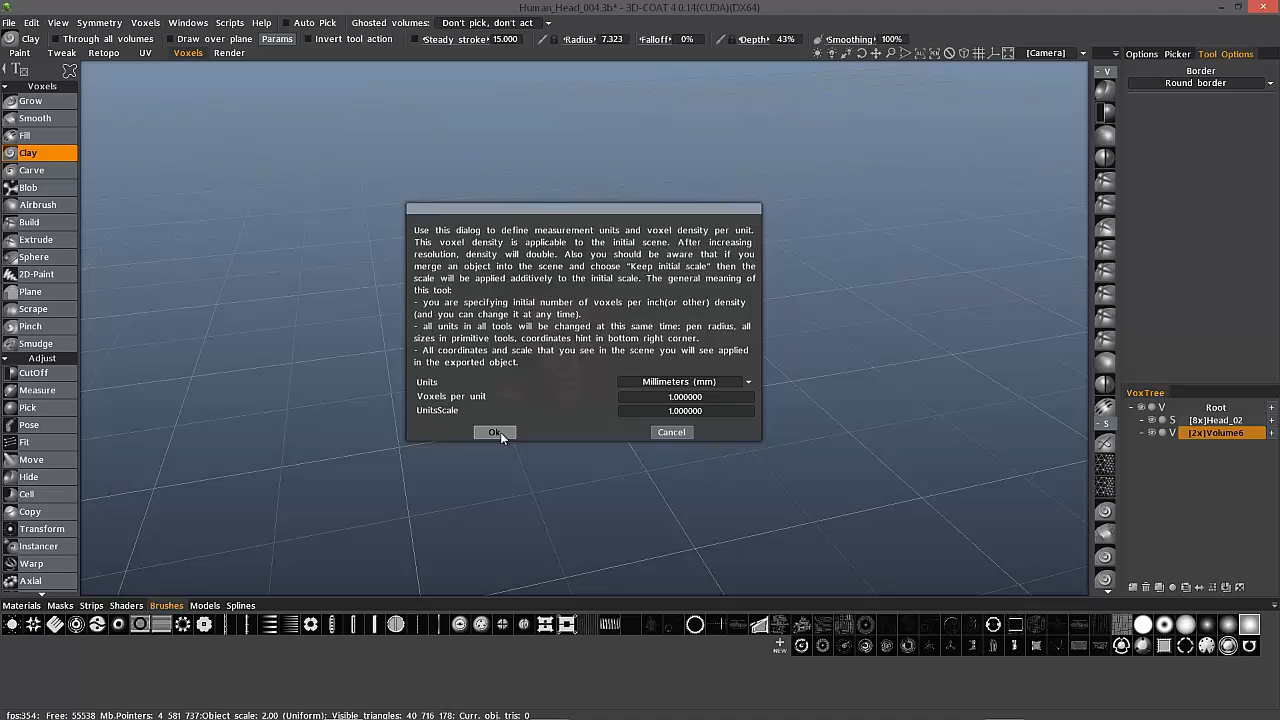 Human_Head_004.3b* - 3D-COAT 4.0.14(CUDA)(DX64)
File Edit View Symmetry Voxels Windows Scripts Help Auto Pick Ghosted volumes: Don't pick, don't act
Clay Through all volumes Draw over plane Params Invert tool action Steady stroke: 15.000 Radius: 7.323 Falloff: 0% Depth: 43% Smoothing: 100%
Paint Tweak Retopo UV Voxels Render [Camera] Options Picker Tool Options
Border
Round border
Voxels
Grow
Smooth
Fill
Clay
Carve
Blob
Airbrush
Build
Extrude
Sphere
2D-Paint
Plane
Scrape
Pinch
Smudge
Adjust
CutOff
Measure
Pick
Pose
Fit
Move
Hide
Cell
Copy
Transform
Instancer
Warp
Axial
Use this dialog to define measurement units and voxel density per unit.
This voxel density is applicable to the initial scene. After increasing
resolution, density will double. Also you should be aware that if you
merge an object into the scene and choose "Keep initial scale" then the
scale will be applied additively to the initial scale. The general meaning of
this tool:
- you are specifying initial number of voxels per inch(or other) density
(and you can change it at any time).
- all units in all tools will be changed at this same time: pen radius, all
sizes in primitive tools, coordinates hint in bottom right corner.
- All coordinates and scale that you see in the scene you will see applied
in the exported object.
Units Millimeters (mm)
Voxels per unit 1.000000
UnitsScale 1.000000
Ok Cancel
- V
- S
VoxTree
V Root +
S [8x]Head_02 +
V [2x]Volume6 +
Materials Masks Strips Shaders Brushes Models Splines
NEW
fps:354; Free: 55538 Mb.Pointers: 4 581 737;Object scale: 2.00 (Uniform); Visible triangles: 40 716 178; Curr. obj. tris: 0